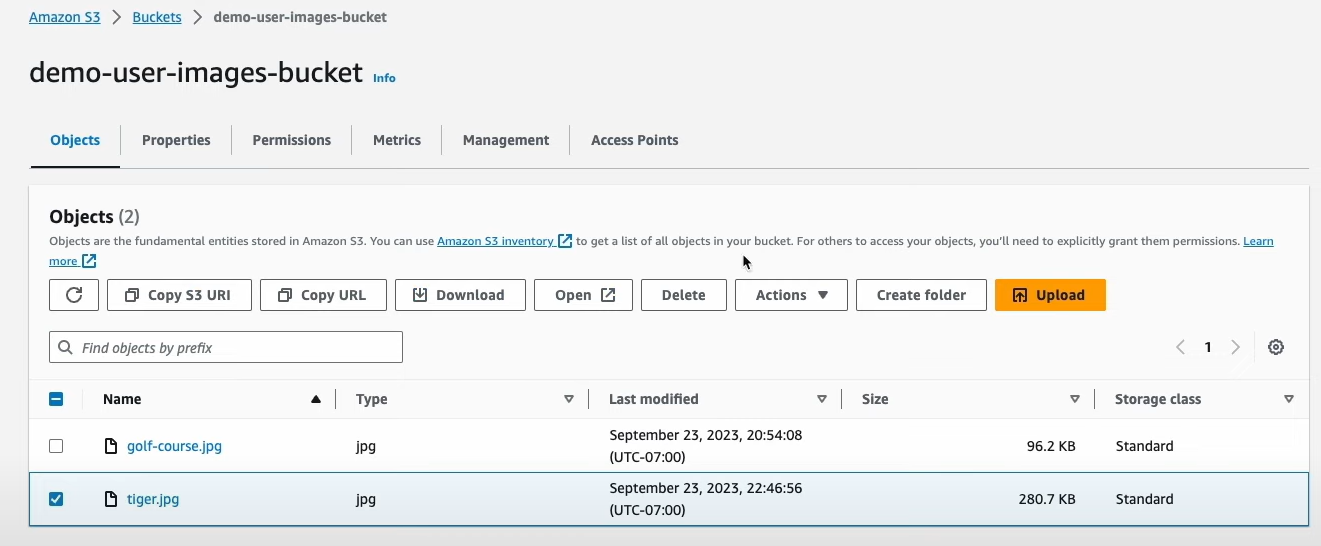 Amazon S3 > Buckets > demo-user-images-bucket
demo-user-images-bucket Info
Objects Properties Permissions Metrics Management Access Points
Objects (2)
Objects are the fundamental entities stored in Amazon S3. You can use Amazon S3 inventory to get a list of all objects in your bucket. For others to access your objects, you'll need to explicitly grant them permissions. Learn
more
Copy S3 URI Copy URL Download Open Delete Actions Create folder Upload
Find objects by prefix 1
Name Type Last modified Size Storage class
golf-course.jpg jpg September 23, 2023, 20:54:08 96.2 KB Standard
(UTC-07:00)
tiger.jpg jpg September 23, 2023, 22:46:56 280.7 KB Standard
(UTC-07:00)